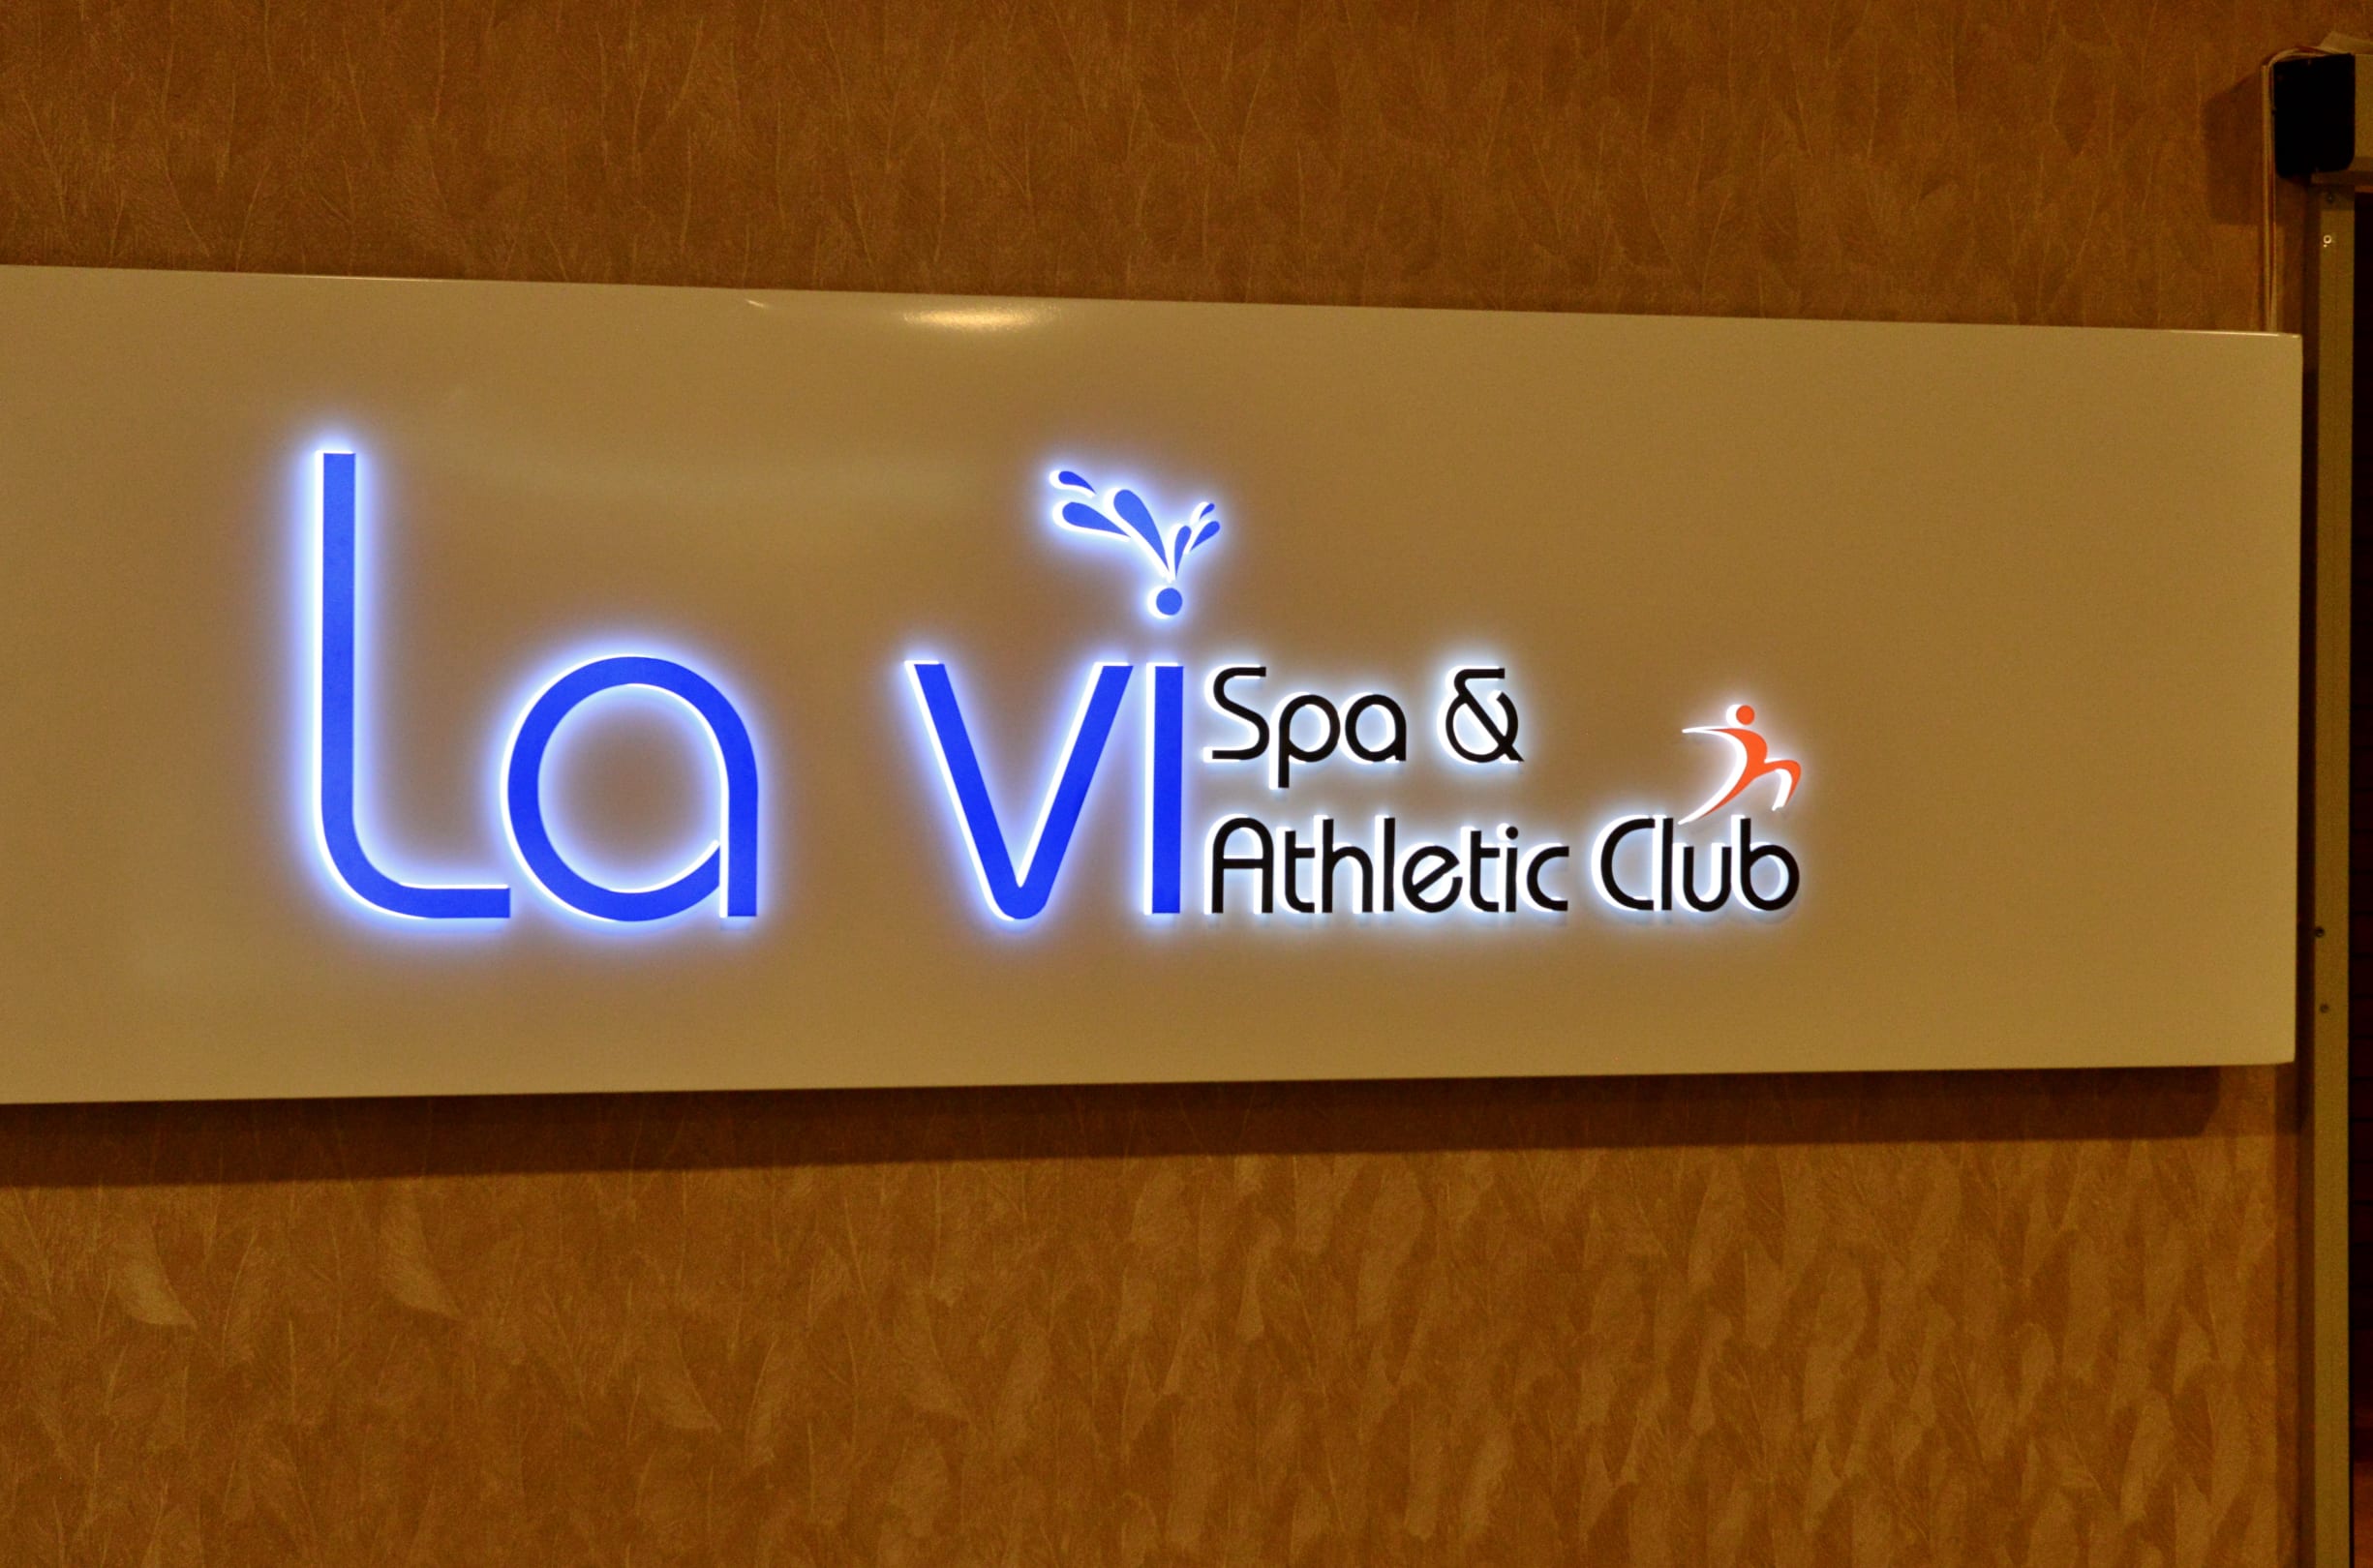 La vi
Spa &
Athletic Club